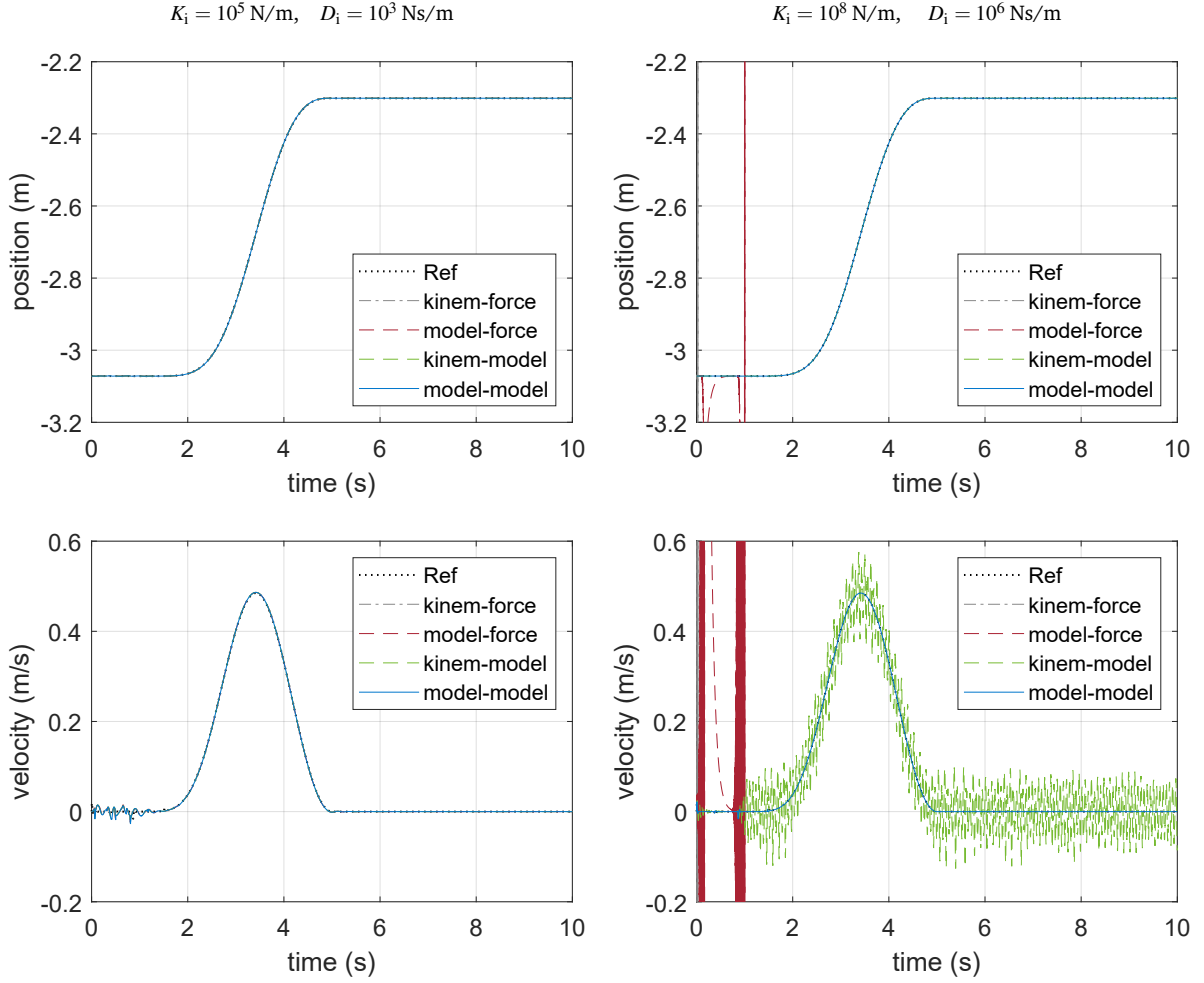 K_i = 10^5 N/m, D_i = 10^3 Ns/m
K_i = 10^8 N/m, D_i = 10^6 Ns/m
-2.2
-2.4
-2.6
-2.8
-3
-3.2
position (m)
0 2 4 6 8 10
time (s)
Ref
kinem-force
model-force
kinem-model
model-model
-2.2
-2.4
-2.6
-2.8
-3
-3.2
position (m)
0 2 4 6 8 10
time (s)
Ref
kinem-force
model-force
kinem-model
model-model
0.6
0.4
0.2
0
-0.2
velocity (m/s)
0 2 4 6 8 10
time (s)
Ref
kinem-force
model-force
kinem-model
model-model
0.6
0.4
0.2
0
-0.2
velocity (m/s)
0 2 4 6 8 10
time (s)
Ref
kinem-force
model-force
kinem-model
model-model